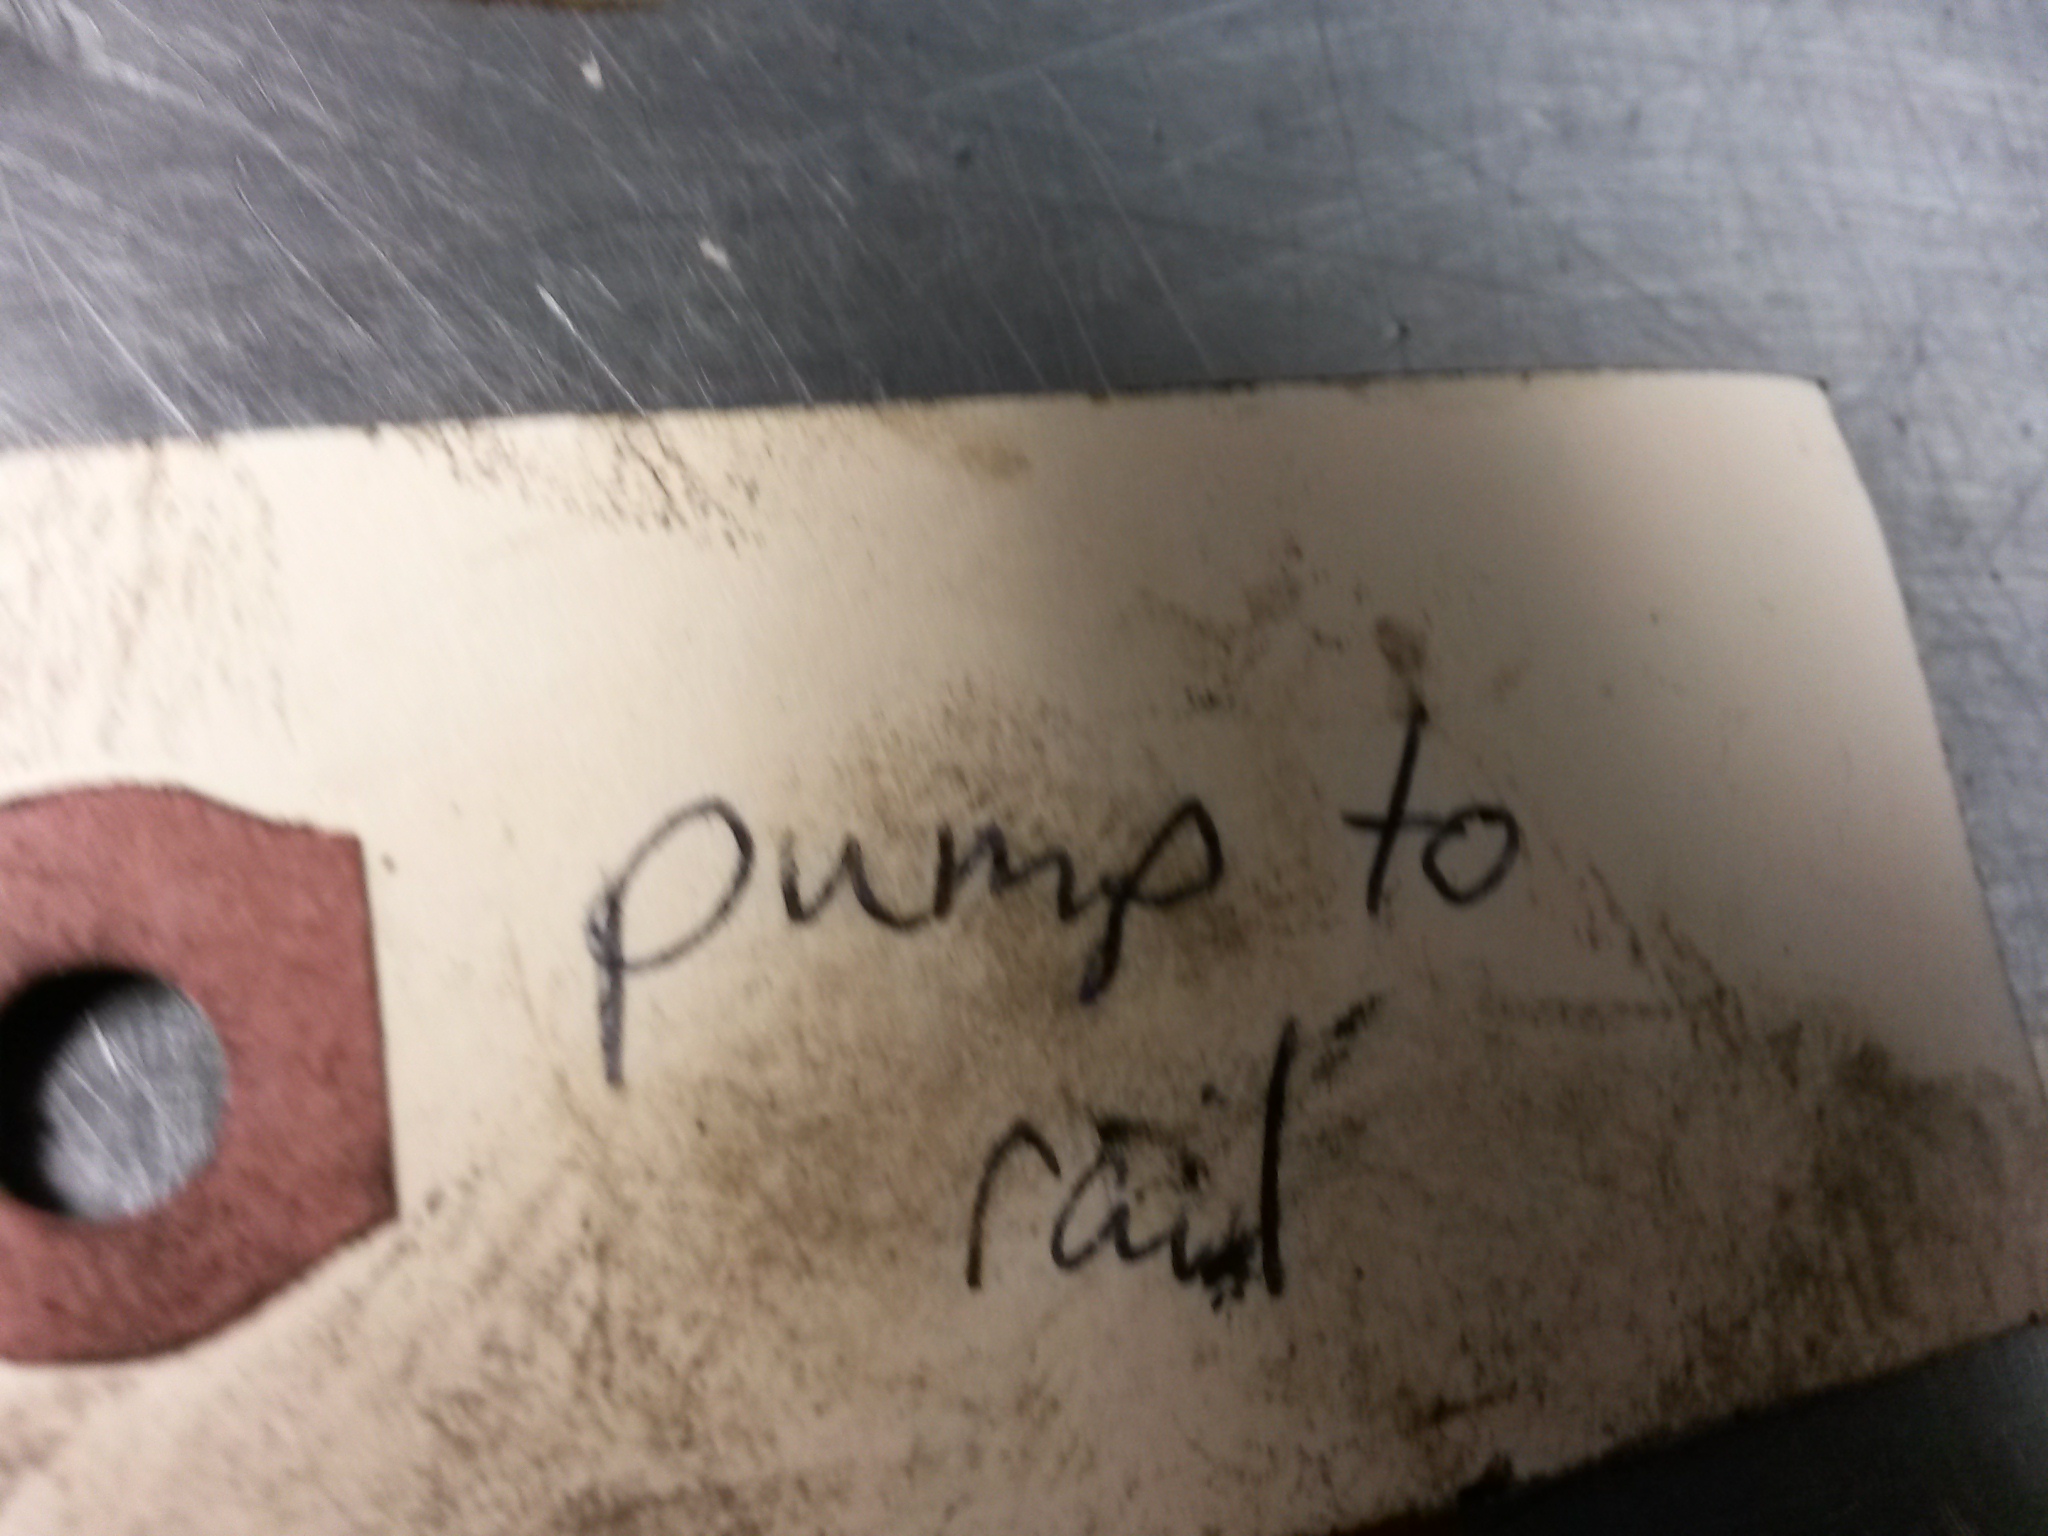 pump to
rail